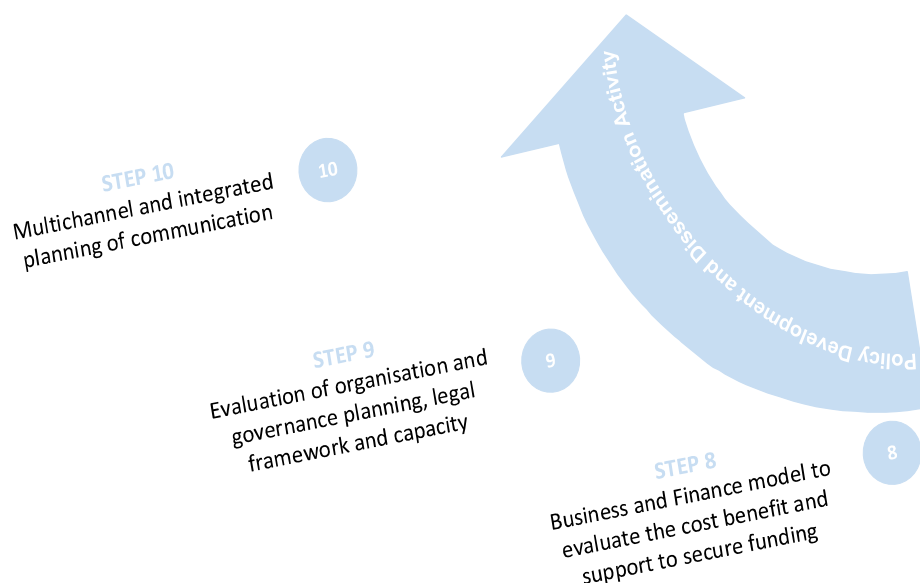 Policy Development and Dissemination Activity
10
STEP 10
Multichannel and integrated
planning of communication
9
STEP 9
Evaluation of organisation and
governance planning, legal
framework and capacity
8
STEP 8
Business and Finance model to
evaluate the cost benefit and
support to secure funding